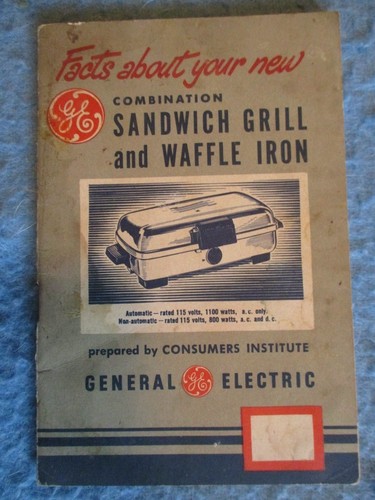 Facts about your new
GE
COMBINATION
SANDWICH GRILL
and WAFFLE IRON
Automatic — rated 115 volts, 1100 watts, a.c. only.
Non-automatic — rated 115 volts, 800 watts, a.c. and d.c.
prepared by CONSUMERS INSTITUTE
GENERAL GE ELECTRIC